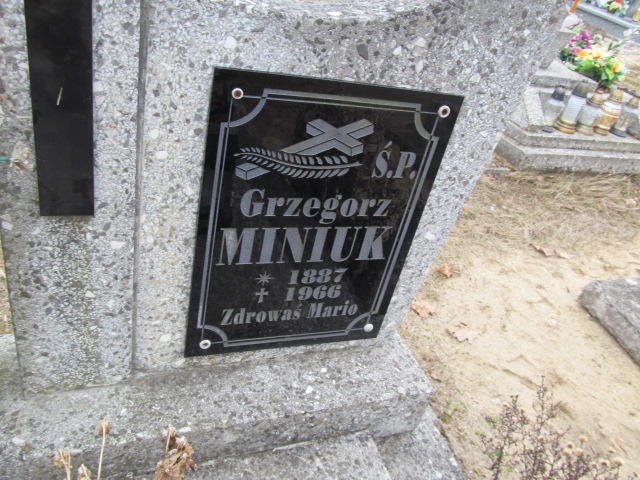 Ś.P.
Grzegorz
MINIUK
* 1887
✝ 1966
Zdrowaś Mario